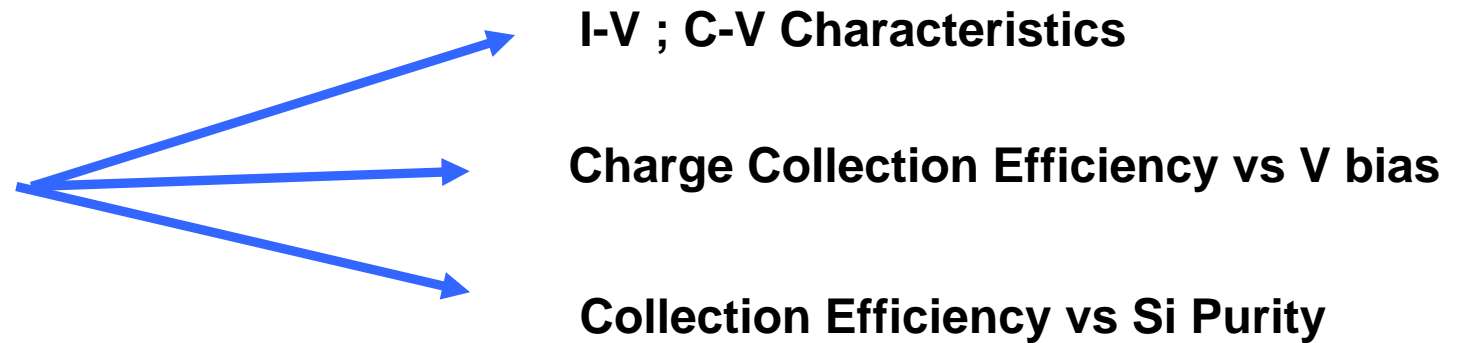 I-V ; C-V Characteristics
Charge Collection Efficiency vs V bias
Collection Efficiency vs Si Purity